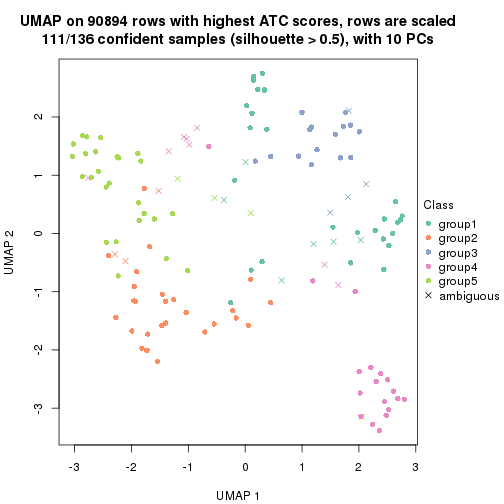 UMAP on 90894 rows with highest ATC scores, rows are scaled
111/136 confident samples (silhouette > 0.5), with 10 PCs
2
1
0
-1
-2
-3
UMAP 2
-3
-2
-1
0
1
2
3
UMAP 1
Class
group1
group2
group3
group4
group5
ambiguous